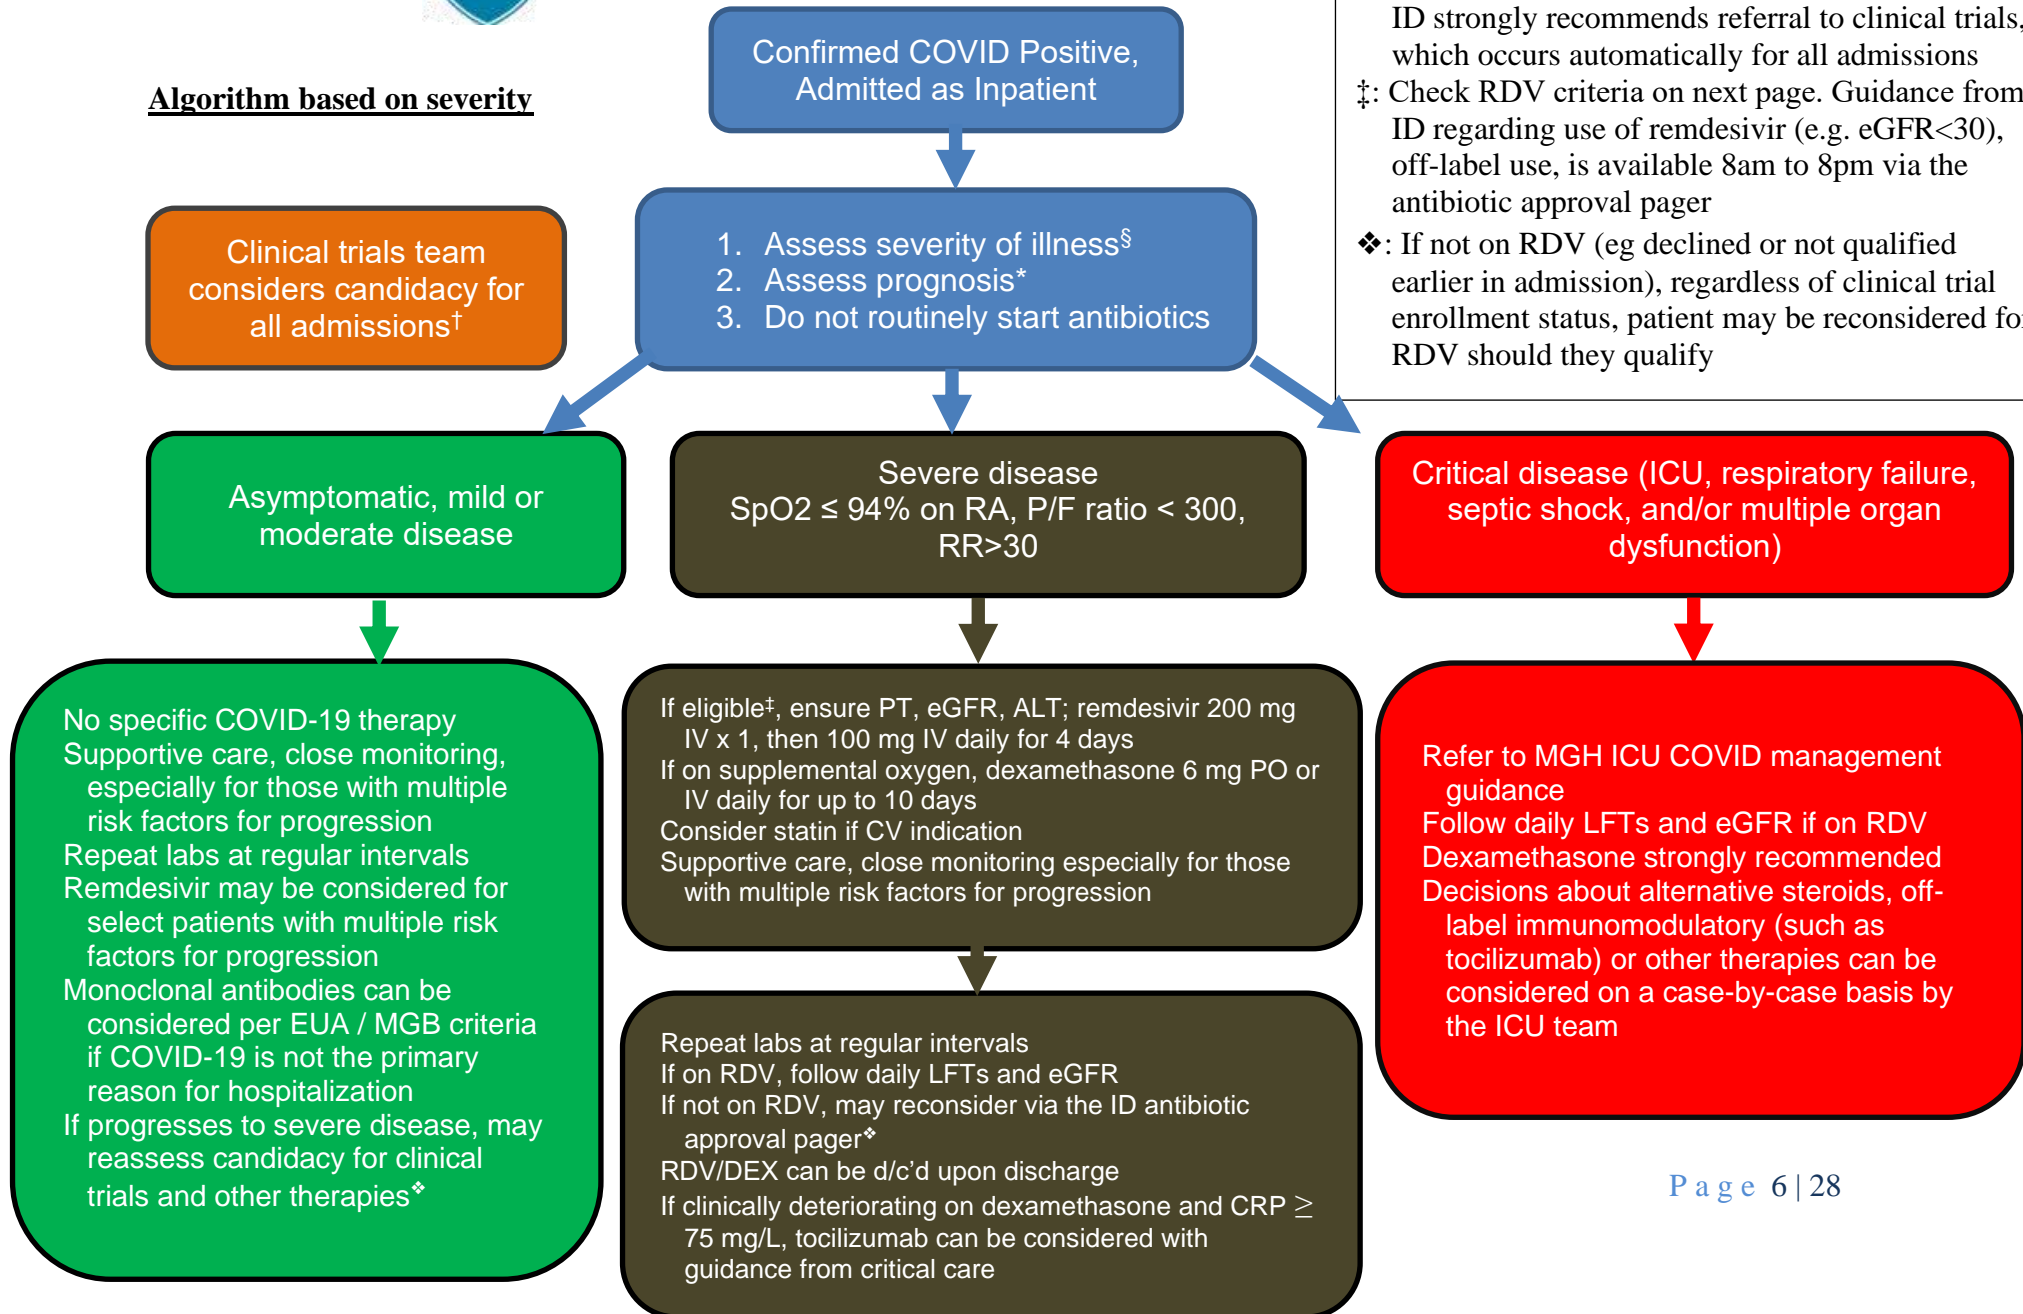 Algorithm based on severity
Confirmed COVID Positive,
Admitted as Inpatient
ID strongly recommends referral to clinical trials,
which occurs automatically for all admissions
‡: Check RDV criteria on next page. Guidance from
ID regarding use of remdesivir (e.g. eGFR<30),
off-label use, is available 8am to 8pm via the
antibiotic approval pager
❖: If not on RDV (eg declined or not qualified
earlier in admission), regardless of clinical trial
enrollment status, patient may be reconsidered for
RDV should they qualify
Clinical trials team
considers candidacy for
all admissions†
1. Assess severity of illness§
2. Assess prognosis*
3. Do not routinely start antibiotics
Asymptomatic, mild or
moderate disease
Severe disease
SpO2 ≤ 94% on RA, P/F ratio < 300,
RR>30
Critical disease (ICU, respiratory failure,
septic shock, and/or multiple organ
dysfunction)
No specific COVID-19 therapy
Supportive care, close monitoring,
especially for those with multiple
risk factors for progression
Repeat labs at regular intervals
Remdesivir may be considered for
select patients with multiple risk
factors for progression
Monoclonal antibodies can be
considered per EUA / MGB criteria
if COVID-19 is not the primary
reason for hospitalization
If progresses to severe disease, may
reassess candidacy for clinical
trials and other therapies❖
If eligible‡, ensure PT, eGFR, ALT; remdesivir 200 mg
IV x 1, then 100 mg IV daily for 4 days
If on supplemental oxygen, dexamethasone 6 mg PO or
IV daily for up to 10 days
Consider statin if CV indication
Supportive care, close monitoring especially for those
with multiple risk factors for progression
Repeat labs at regular intervals
If on RDV, follow daily LFTs and eGFR
If not on RDV, may reconsider via the ID antibiotic
approval pager❖
RDV/DEX can be d/c’d upon discharge
If clinically deteriorating on dexamethasone and CRP ≥
75 mg/L, tocilizumab can be considered with
guidance from critical care
Refer to MGH ICU COVID management
guidance
Follow daily LFTs and eGFR if on RDV
Dexamethasone strongly recommended
Decisions about alternative steroids, off-
label immunomodulatory (such as
tocilizumab) or other therapies can be
considered on a case-by-case basis by
the ICU team
Page 6 | 28